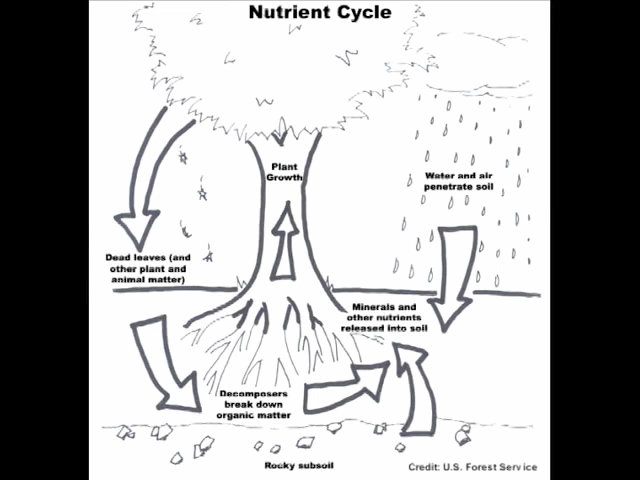 Nutrient Cycle
Plant
Growth
Water and air
penetrate soil
Dead leaves (and
other plant and
animal matter)
Minerals and
other nutrients
released into soil
Decomposers
break down
organic matter
Rocky subsoil
Credit: U.S. Forest Service